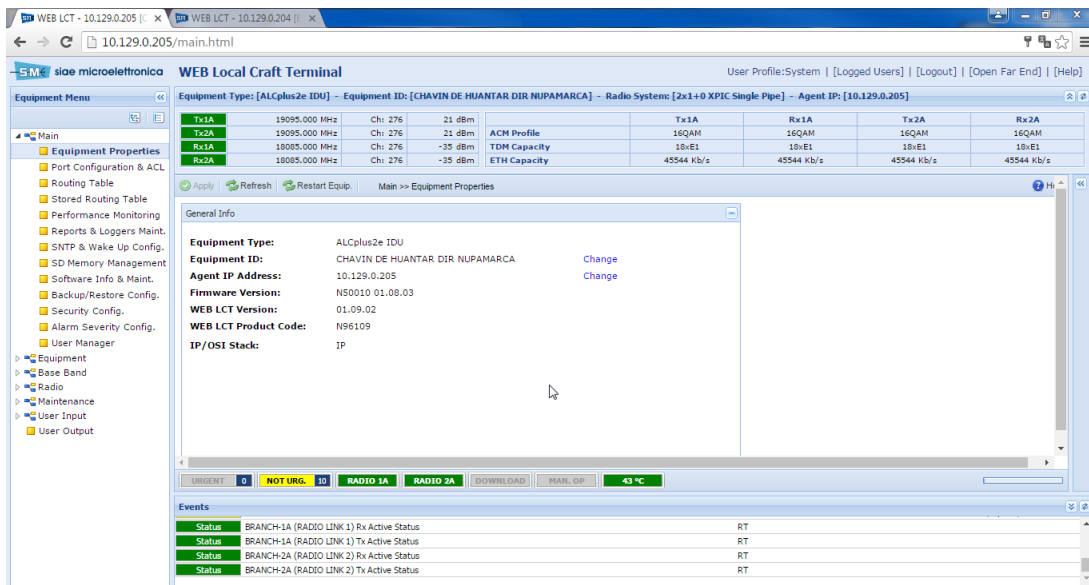 WEB LCT - 10.129.0.205 [C
WEB LCT - 10.129.0.204 [
10.129.0.205/main.html
SM siae microelettronica WEB Local Craft Terminal User Profile:System | [Logged Users] | [Logout] | [Open Far End] | [Help]
Equipment Menu
Equipment Type: [ALCplus2e IDU] - Equipment ID: [CHAVIN DE HUANTAR DIR NUPAMARCA] - Radio System: [2x1+0 XPIC Single Pipe] - Agent IP: [10.129.0.205]
Tx1A 19095.000 MHz Ch: 276 21 dBm
Tx2A 19095.000 MHz Ch: 276 21 dBm
Rx1A 18085.000 MHz Ch: 276 -35 dBm
Rx2A 18085.000 MHz Ch: 276 -35 dBm
Tx1A Rx1A Tx2A Rx2A
ACM Profile 16QAM 16QAM 16QAM 16QAM
TDM Capacity 18xE1 18xE1 18xE1 18xE1
ETH Capacity 45544 Kb/s 45544 Kb/s 45544 Kb/s 45544 Kb/s
Main
Equipment Properties
Port Configuration & ACL
Routing Table
Stored Routing Table
Performance Monitoring
Reports & Loggers Maint.
SNTP & Wake Up Config.
SD Memory Management
Software Info & Maint.
Backup/Restore Config.
Security Config.
Alarm Severity Config.
User Manager
Equipment
Base Band
Radio
Maintenance
User Input
User Output
Apply Refresh Restart Equip. Main >> Equipment Properties
General Info
Equipment Type: ALCplus2e IDU
Equipment ID: CHAVIN DE HUANTAR DIR NUPAMARCA Change
Agent IP Address: 10.129.0.205 Change
Firmware Version: N50010 01.08.03
WEB LCT Version: 01.09.02
WEB LCT Product Code: N96109
IP/OSI Stack: IP
URGENT 0 NOT URG. 10 RADIO 1A RADIO 2A DOWNLOAD MAN. OP 43 °C
Events
Status BRANCH-1A (RADIO LINK 1) Rx Active Status RT
Status BRANCH-1A (RADIO LINK 1) Tx Active Status RT
Status BRANCH-2A (RADIO LINK 2) Rx Active Status RT
Status BRANCH-2A (RADIO LINK 2) Tx Active Status RT